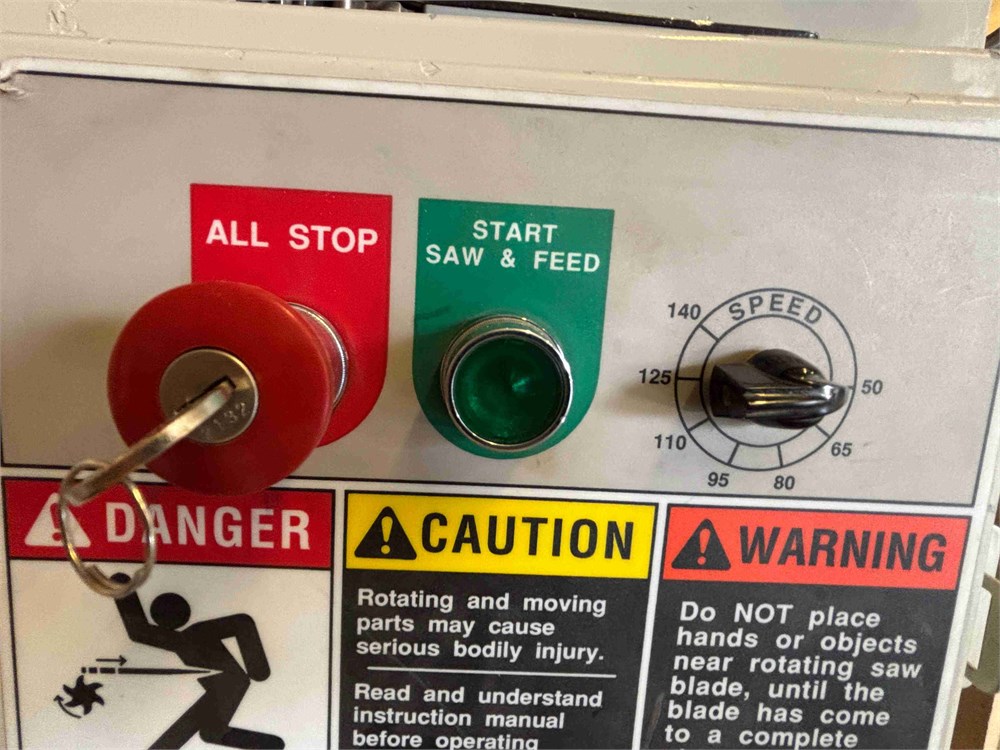 ALL STOP
START
SAW & FEED
SPEED
140
125
110
95
80
65
50
DANGER
CAUTION
Rotating and moving
parts may cause
serious bodily injury.
Read and understand
instruction manual
before operating
WARNING
Do NOT place
hands or objects
near rotating saw
blade, until the
blade has come
to a complete